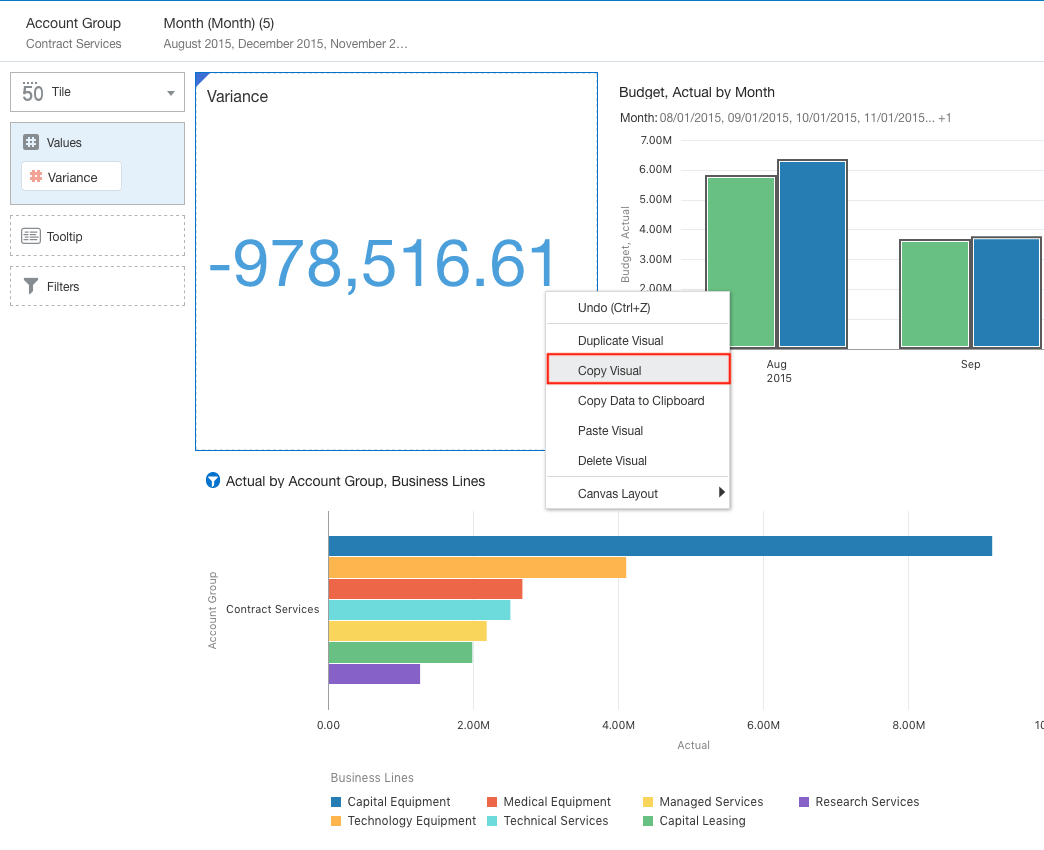 Account Group
Contract Services
Month (Month) (5)
August 2015, December 2015, November 2…
50 Tile
Values
Variance
Tooltip
Filters
Variance
-978,516.61
Budget, Actual by Month
Month: 08/01/2015, 09/01/2015, 10/01/2015, 11/01/2015... +1
Budget, Actual
7.00M
6.00M
5.00M
4.00M
3.00M
2.00M
Aug
2015
Sep
Undo (Ctrl+Z)
Duplicate Visual
Copy Visual
Copy Data to Clipboard
Paste Visual
Delete Visual
Canvas Layout
Actual by Account Group, Business Lines
Account Group
Contract Services
0.00 2.00M 4.00M 6.00M 8.00M 10
Actual
Business Lines
Capital Equipment Medical Equipment Managed Services Research Services
Technology Equipment Technical Services Capital Leasing